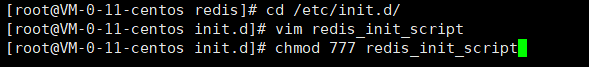 [root@VM-0-11-centos redis]# cd /etc/init.d/
[root@VM-0-11-centos init.d]# vim redis_init_script
[root@VM-0-11-centos init.d]# chmod 777 redis_init_script